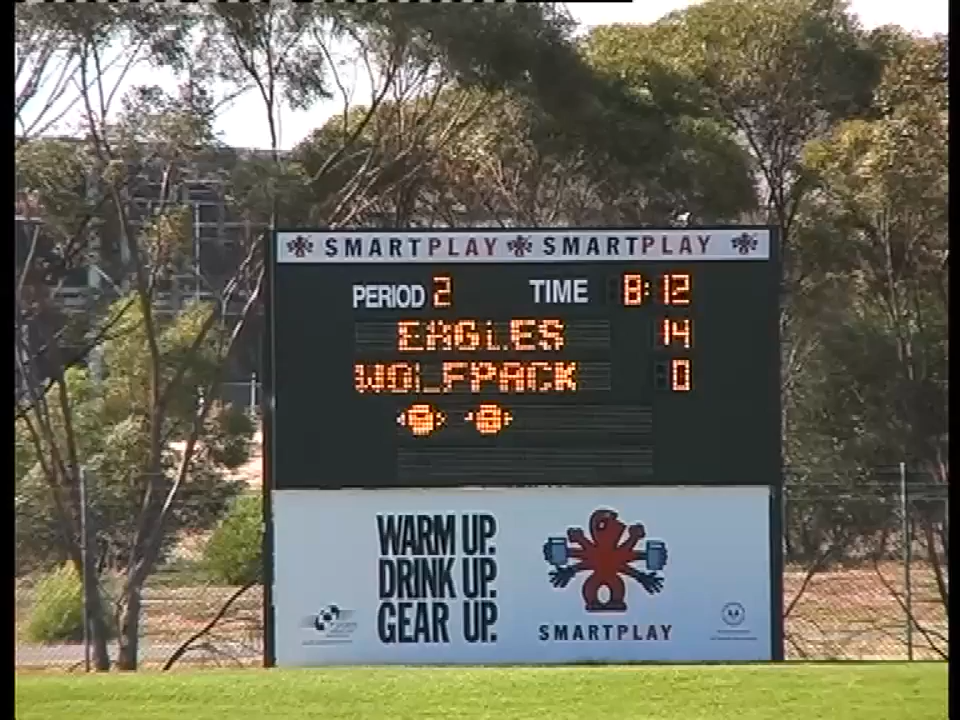 SMARTPLAY SMARTPLAY
PERIOD 2 TIME 8:12
EAGLES 14
WOLFPACK 0
WARM UP.
DRINK UP.
GEAR UP.
SMARTPLAY